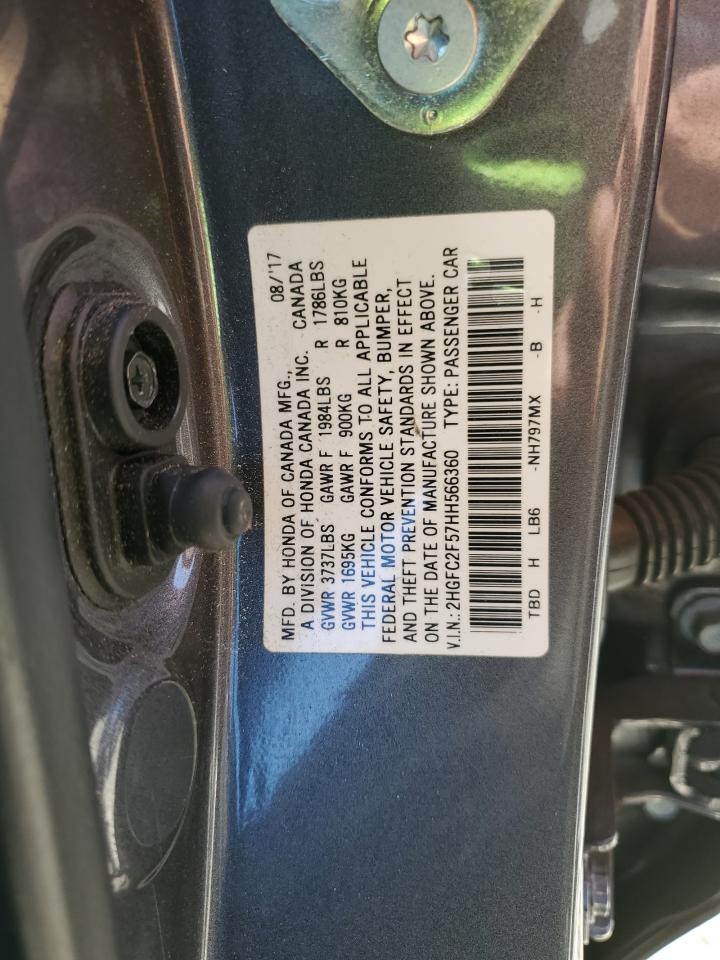 MFD. BY HONDA OF CANADA MFG., 08/'17
A DIVISION OF HONDA CANADA INC. CANADA
GVWR 3737LBS GAWR F 1984LBS R 1786LBS
GVWR 1695KG GAWR F 900KG R 810KG
THIS VEHICLE CONFORMS TO ALL APPLICABLE
FEDERAL MOTOR VEHICLE SAFETY, BUMPER,
AND THEFT PREVENTION STANDARDS IN EFFECT
ON THE DATE OF MANUFACTURE SHOWN ABOVE.
V.I.N.: 2HGFC2F57HH566360 TYPE: PASSENGER CAR
TBD H LB6 -NH797MX -B -H